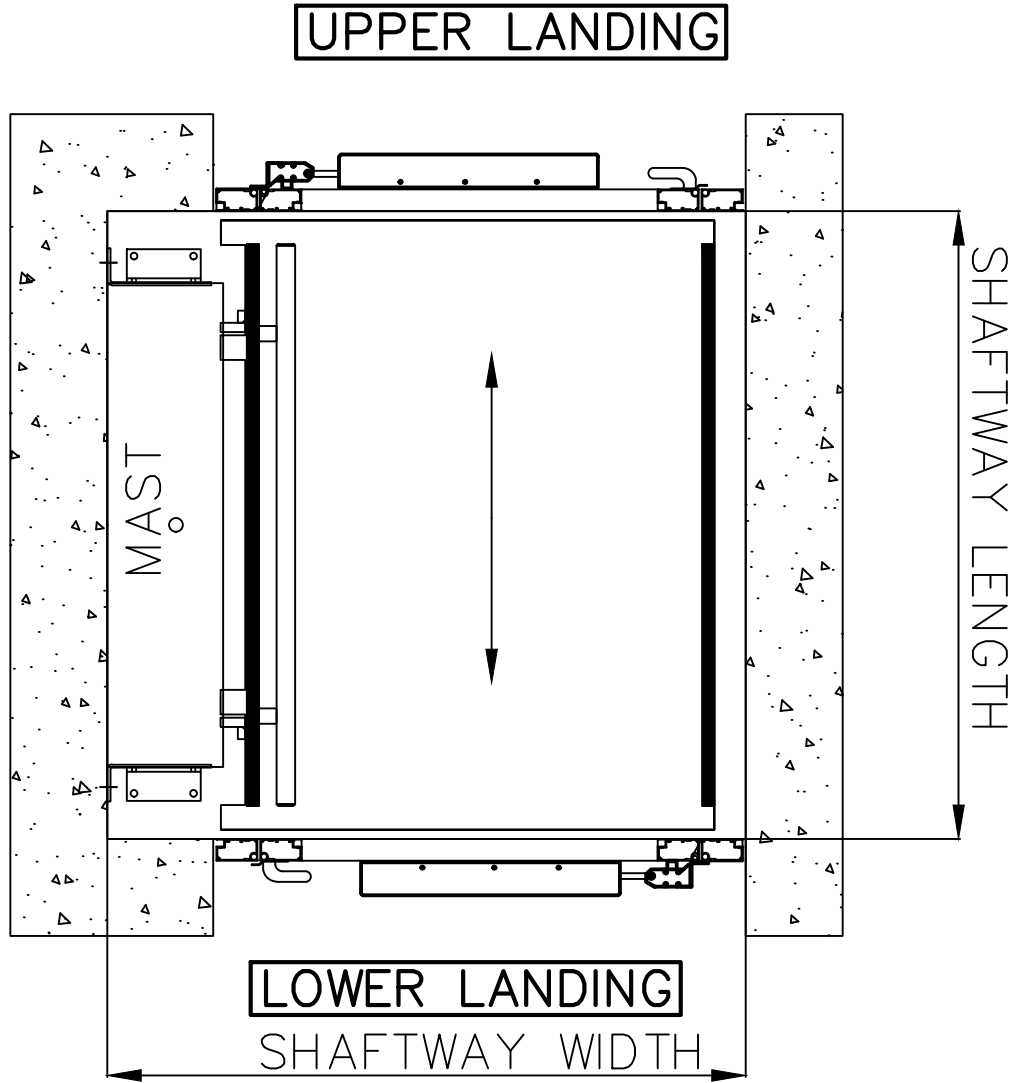 UPPER LANDING
SHAFTWAY LENGTH
MAST
LOWER LANDING
SHAFTWAY WIDTH